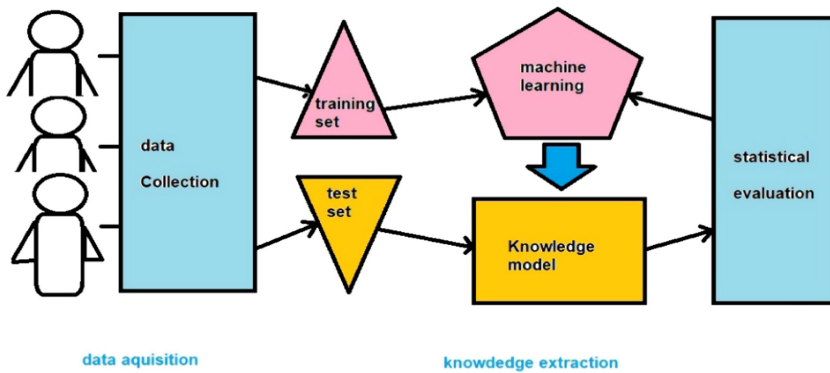 data
Collection
training
set
test
set
machine
learning
Knowledge
model
statistical
evaluation
data aquisition
knowdedge extraction